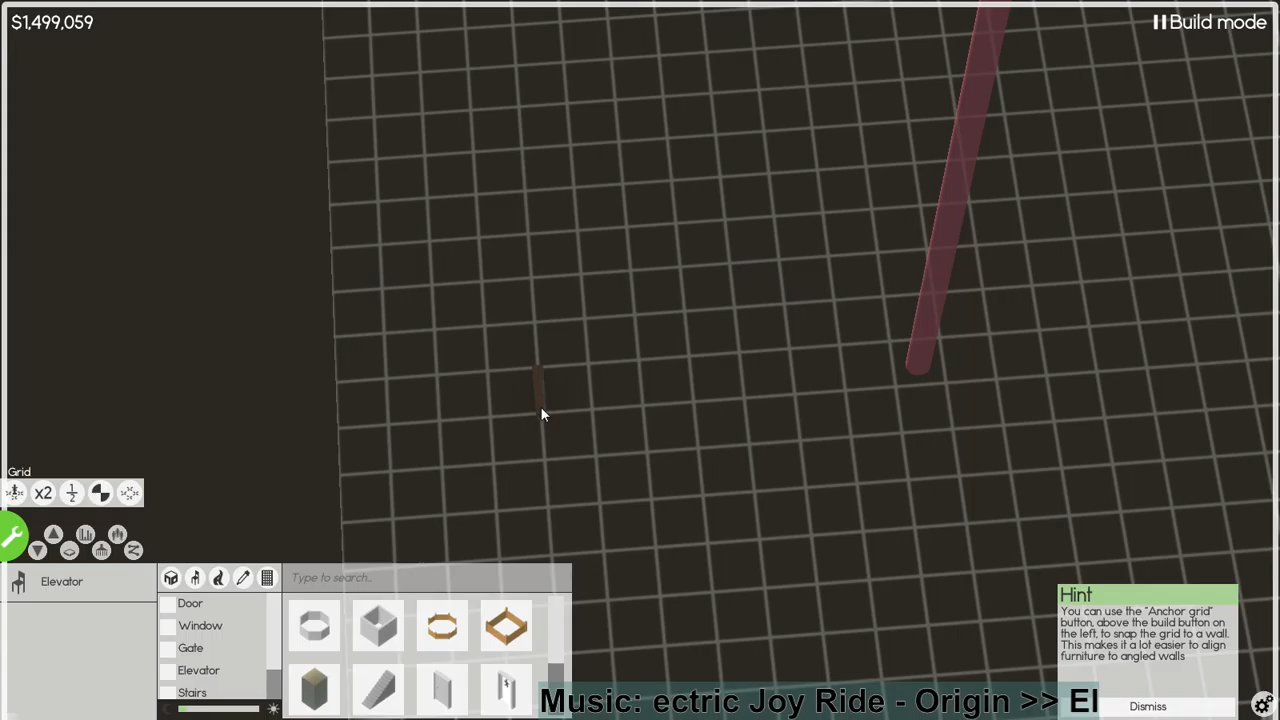 $1,499,059
Build mode
Grid
x2
1/2
Elevator
Type to search..
Door
Window
Gate
Elevator
Stairs
Hint
You can use the "Anchor grid"
button, above the build button on
the left, to snap the grid to a wall.
This makes it a lot easier to align
furniture to angled walls
Dismiss
Music: ectric Joy Ride - Origin >> El